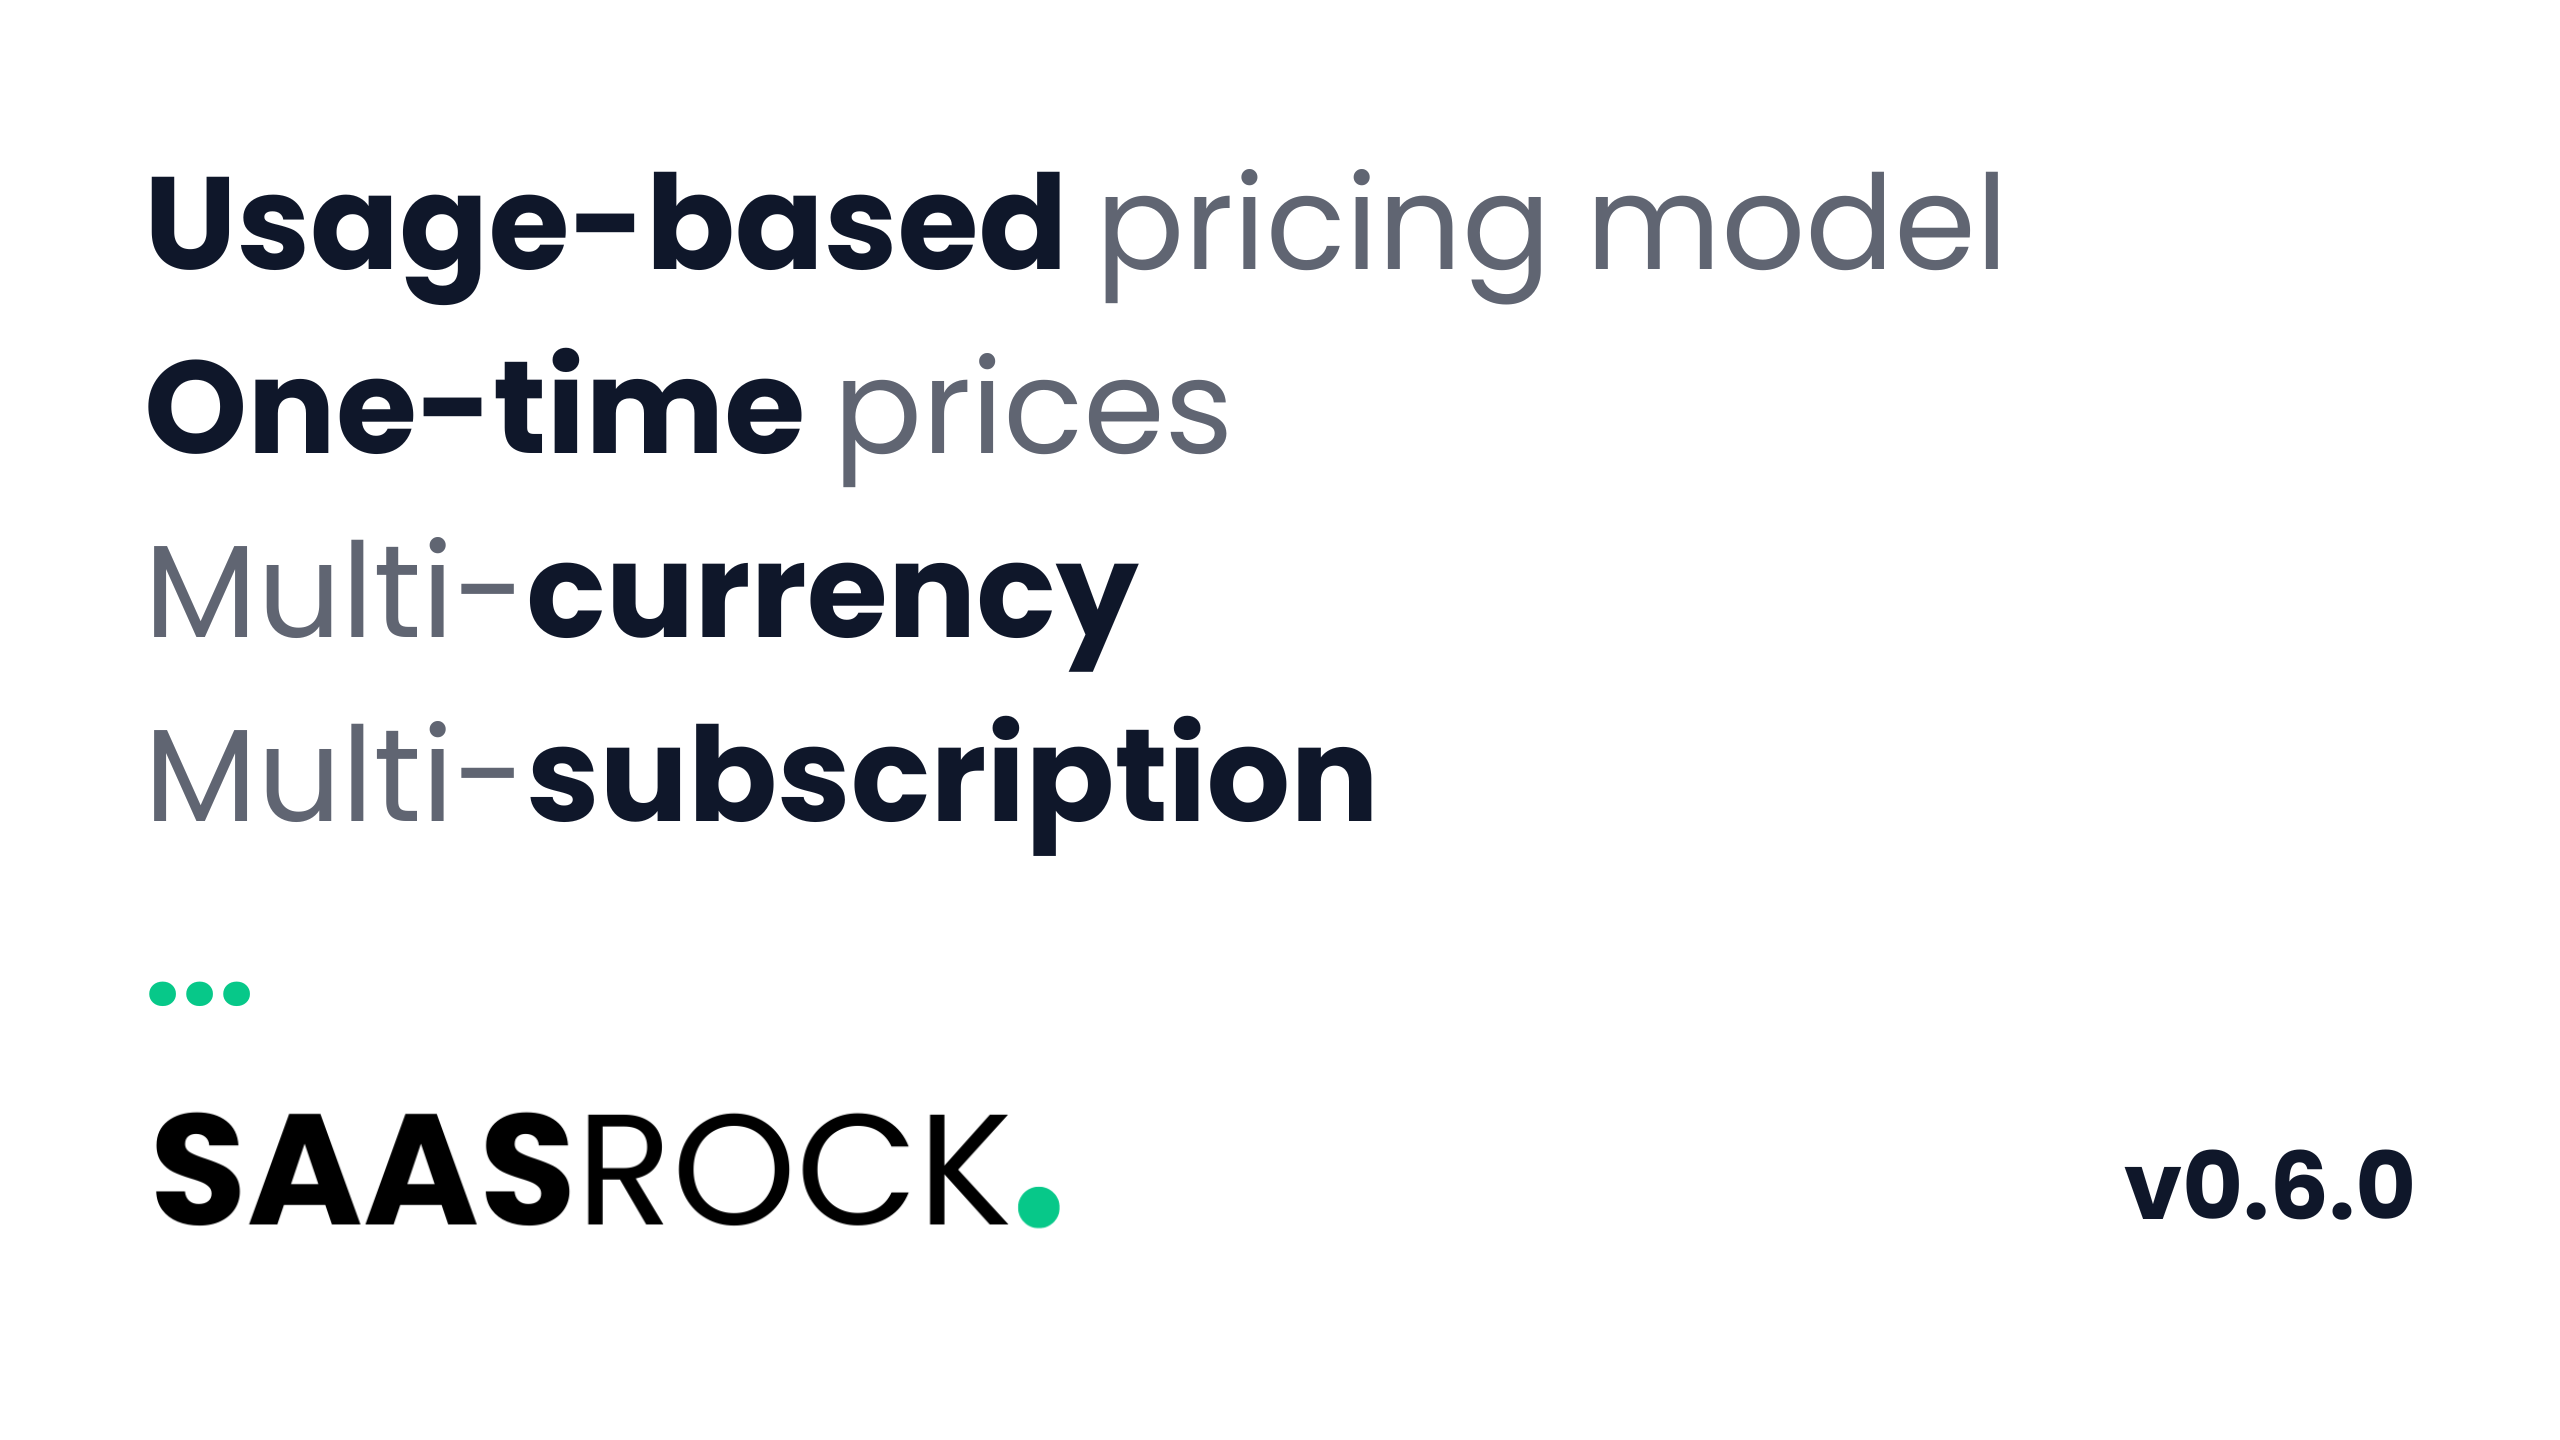 Usage-based pricing model
One-time prices
Multi-currency
Multi-subscription
...
SAASROCK.
v0.6.0